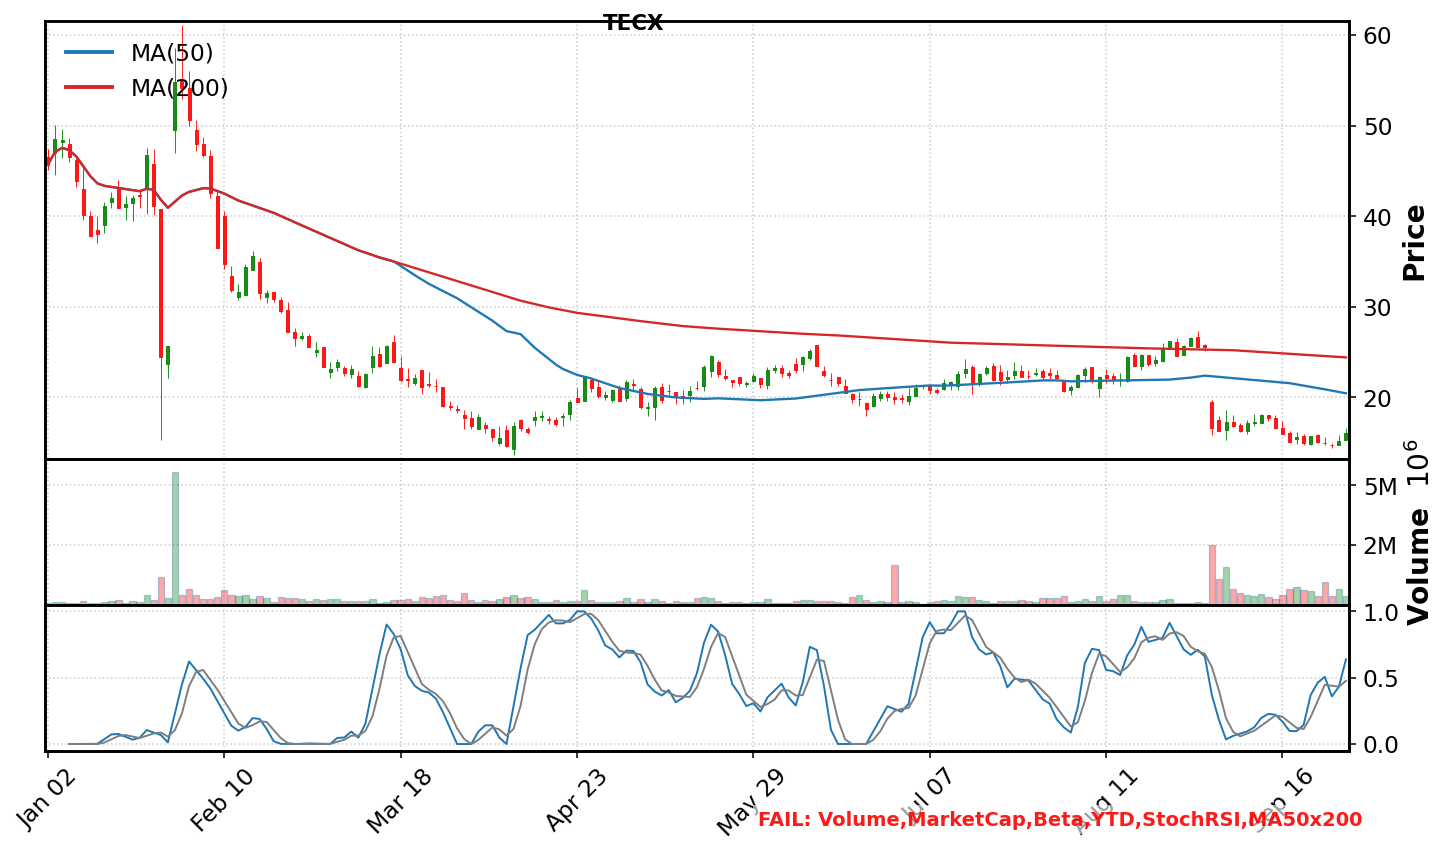 TECX
MA(50)
MA(200)
60
50
40
30
20
Price
5M
2M
Volume 10^6
1.0
0.5
0.0
Jan 02
Feb 10
Mar 18
Apr 23
May 29
Jul 07
Aug 11
Sep 16
FAIL: Volume,MarketCap,Beta,YTD,StochRSI,MA50x200